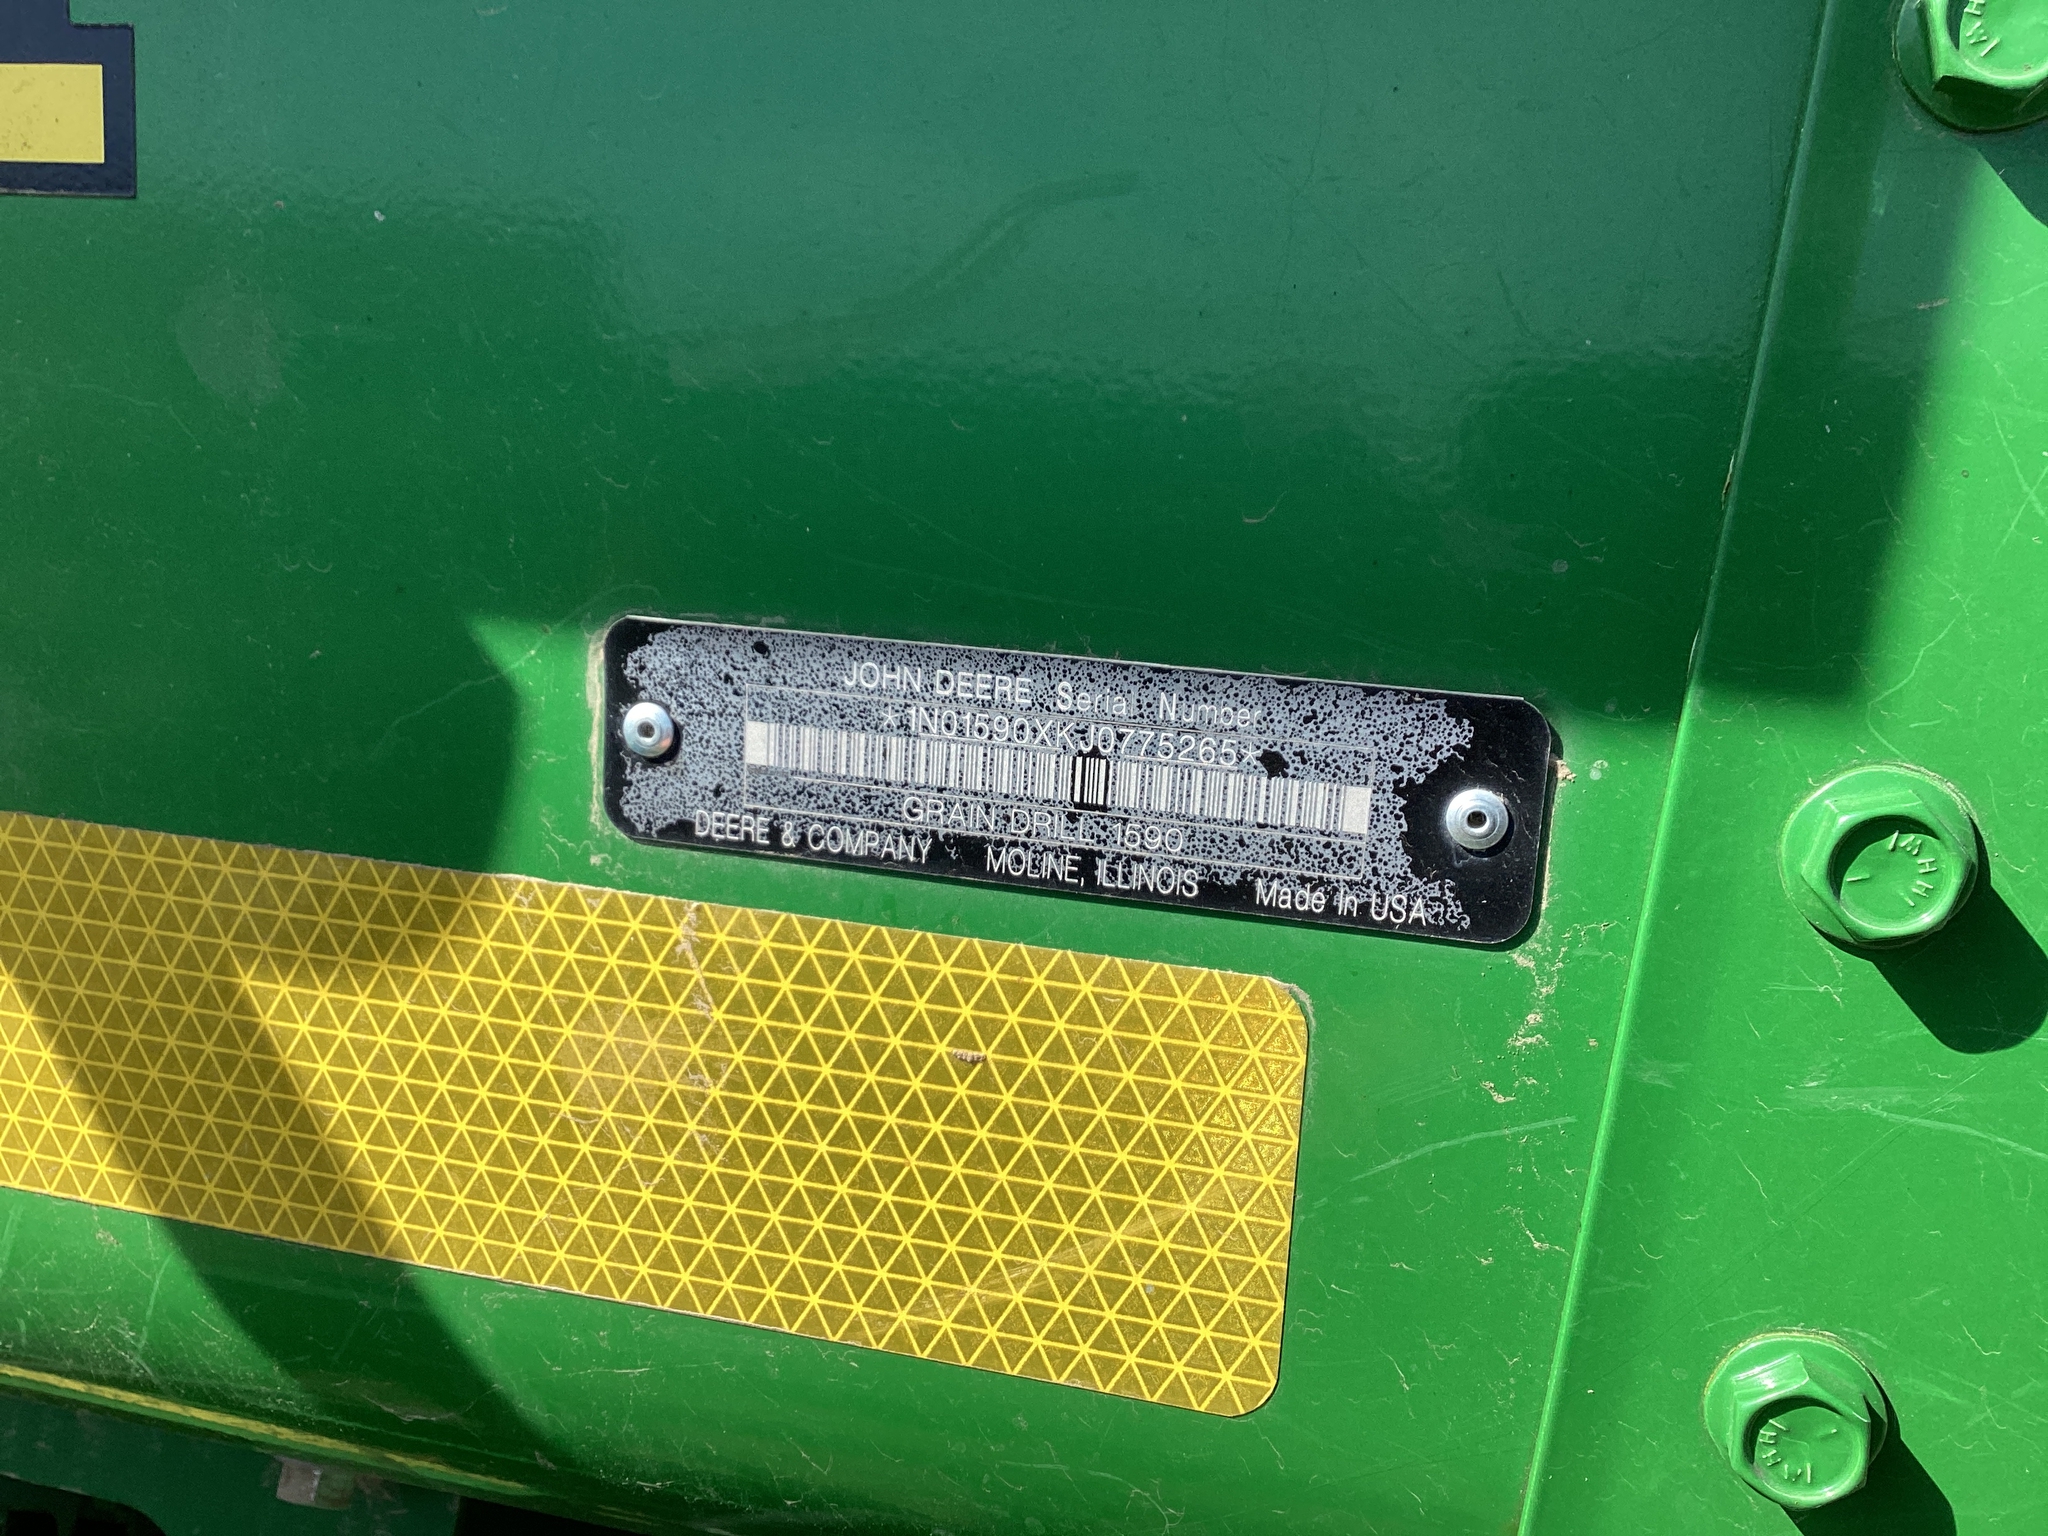 JOHN DEERE Serial Number
*1N01590XKJ0775265*
GRAIN DRILL 1590
DEERE & COMPANY MOLINE, ILLINOIS Made in USA